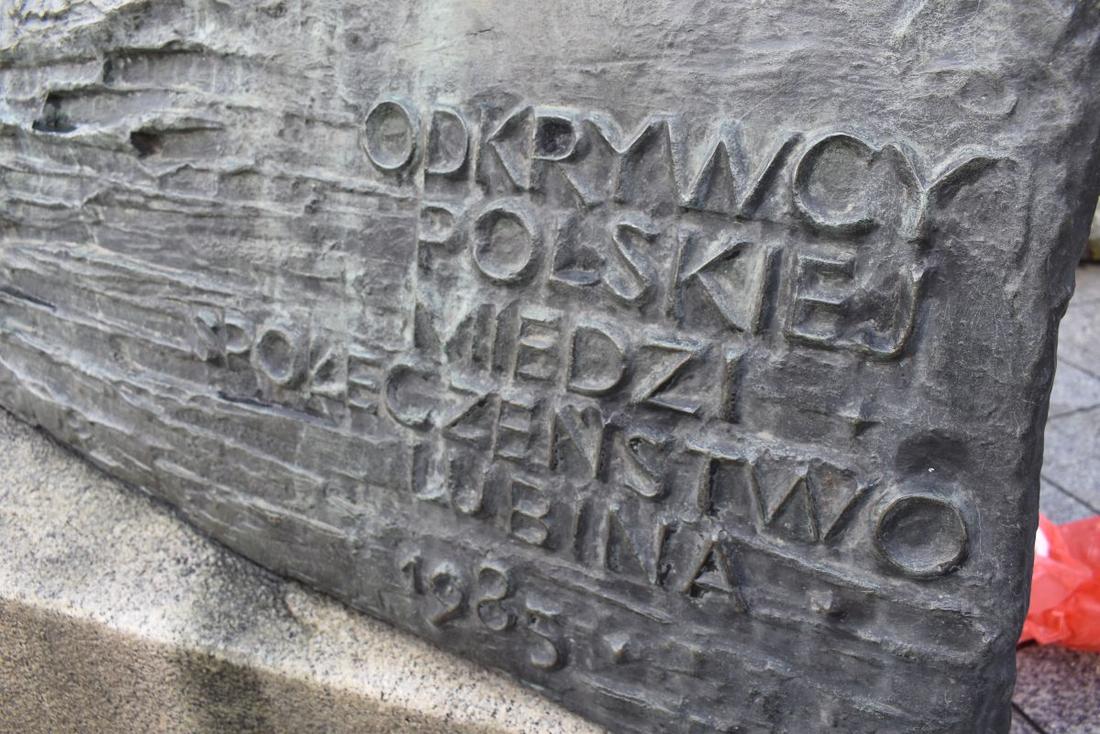 ODKRYWCY
POLSKIEJ
MIEDZI
SPOŁECZEŃSTWO
LUBINA
1985